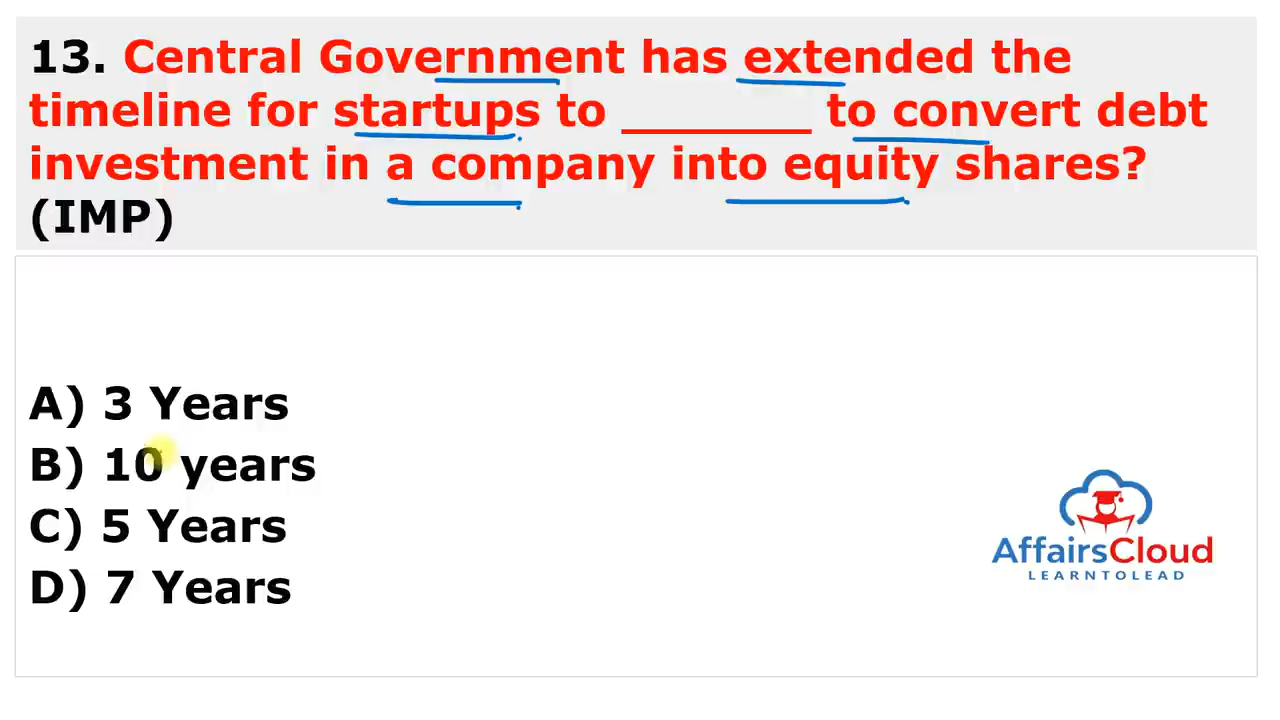 13. Central Government has extended the
timeline for startups to ________ to convert debt
investment in a company into equity shares?
(IMP)
A) 3 Years
B) 10 years
C) 5 Years
D) 7 Years
AffairsCloud
LEARNTOLEAD